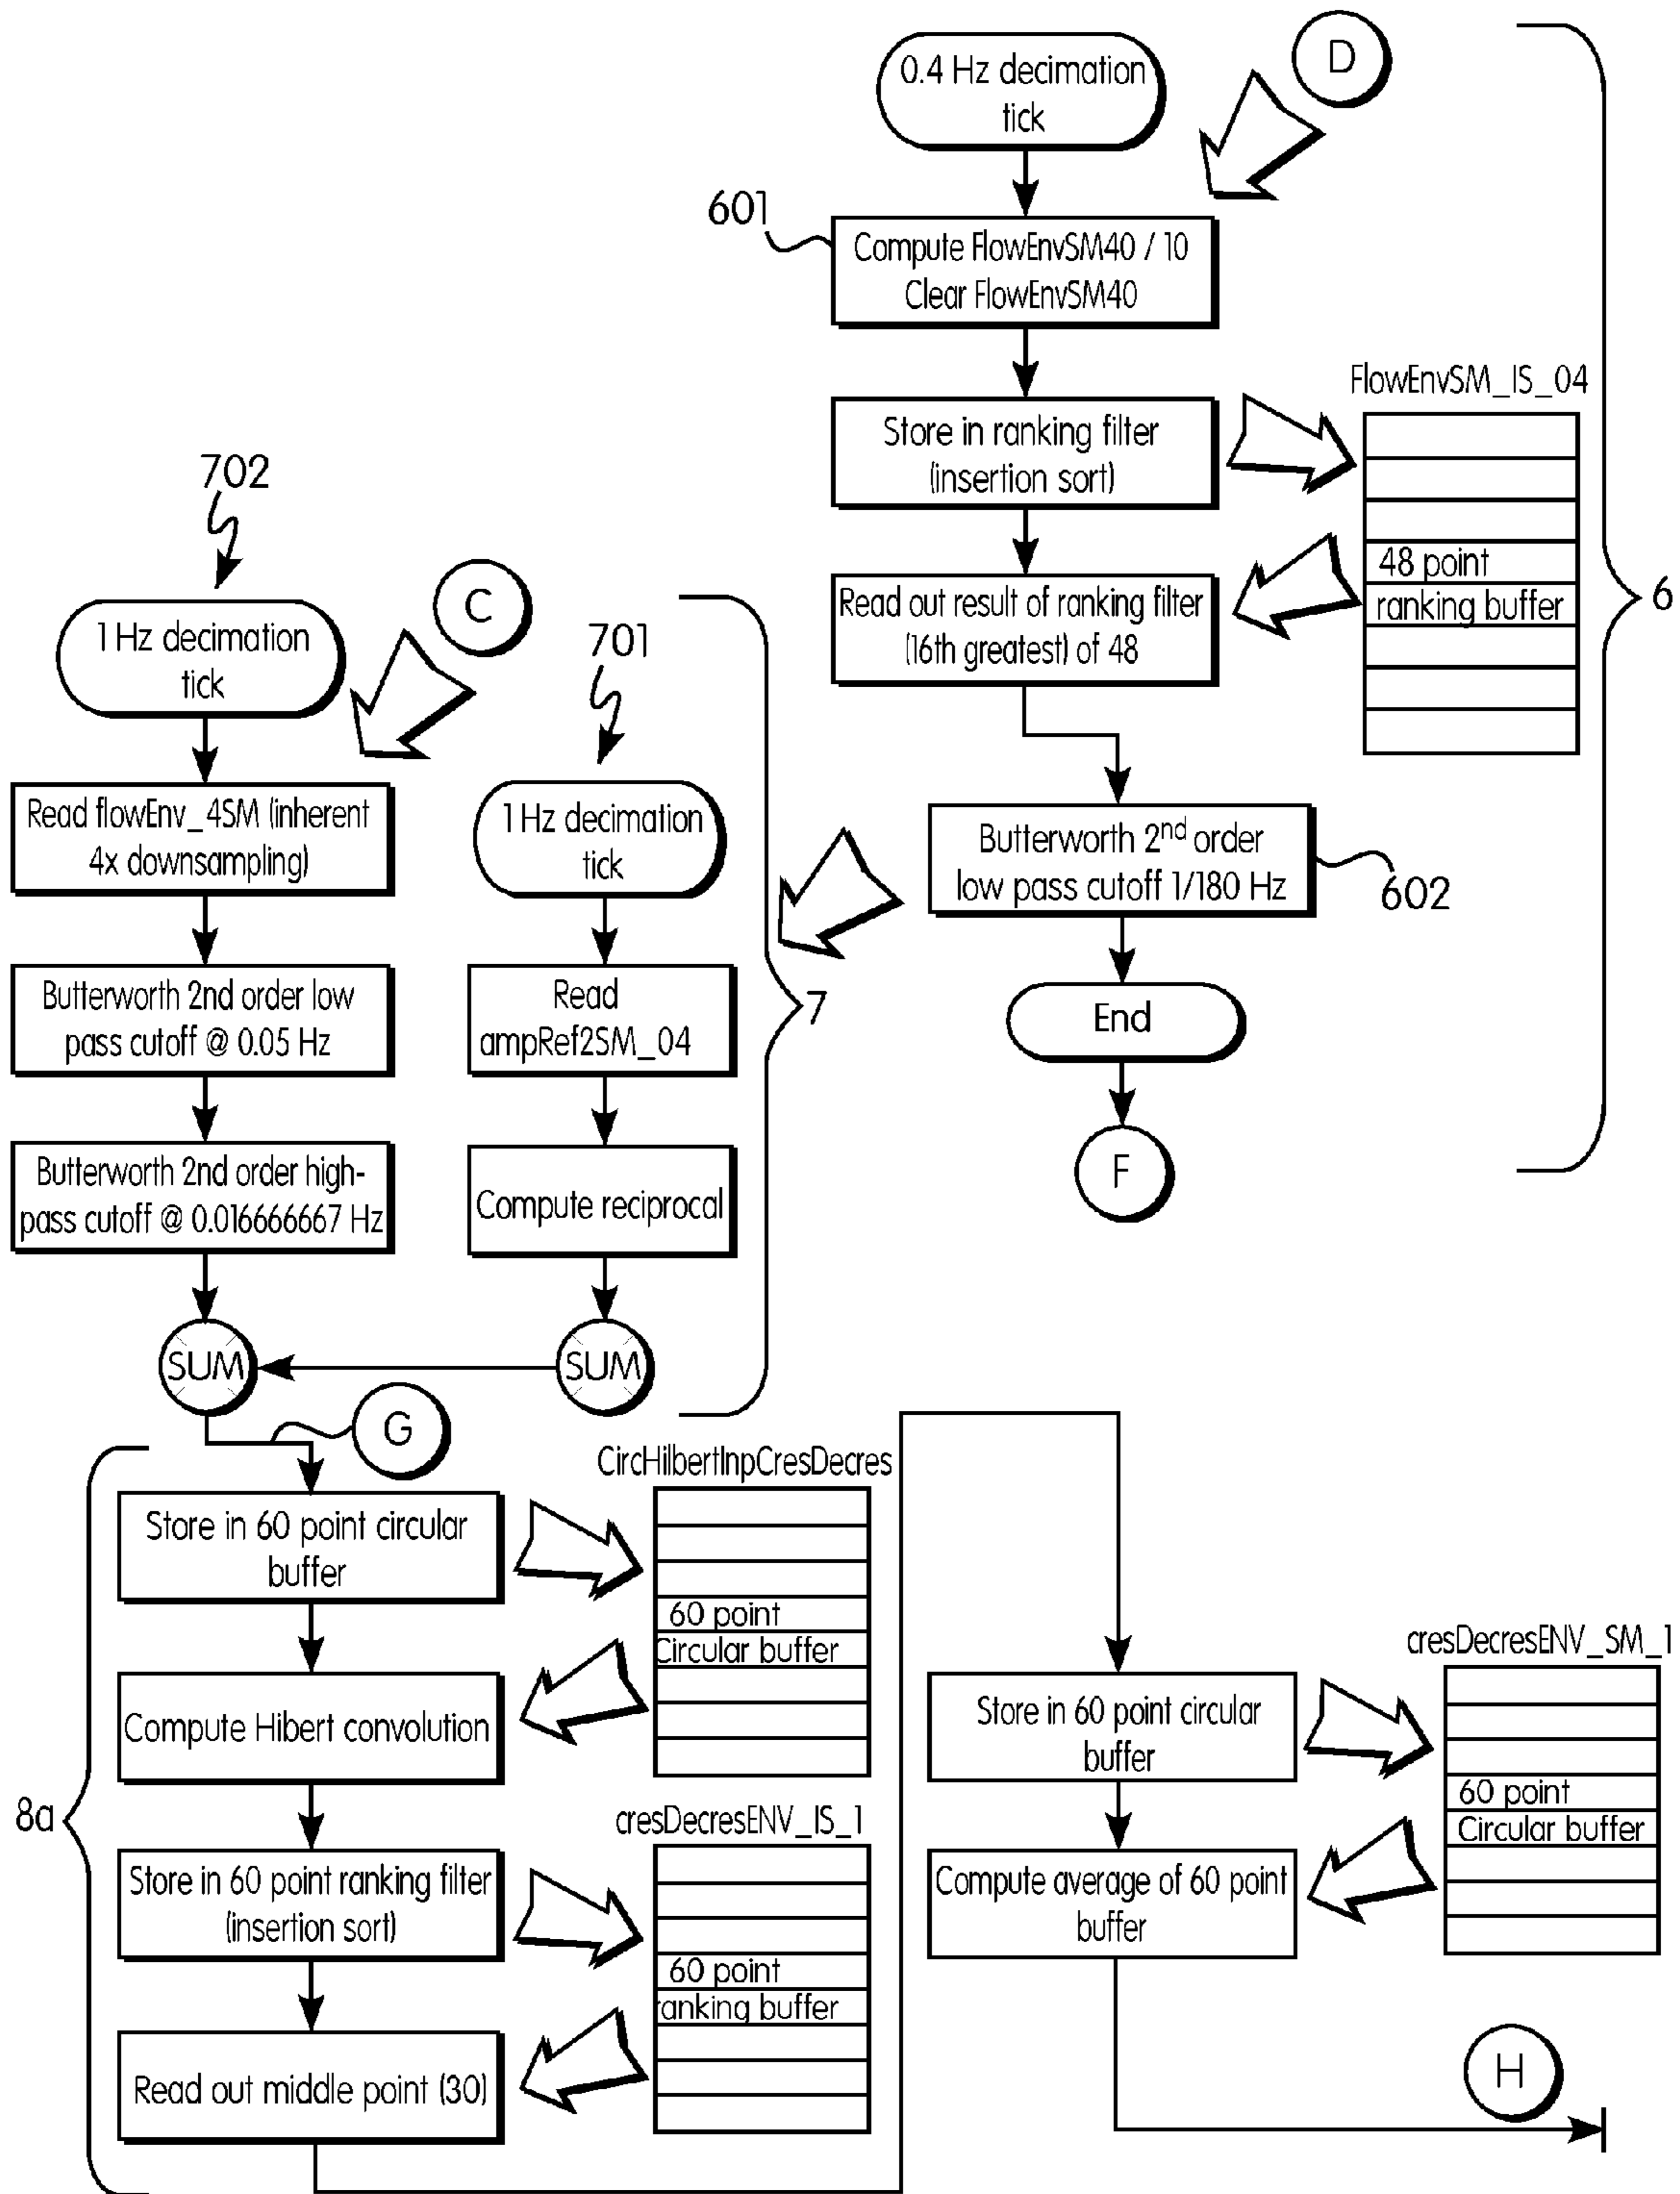 0.4 Hz decimation
tick
D
601
Compute FlowEnvSM40 / 10
Clear FlowEnvSM40
FlowEnvSM_IS_04
Store in ranking filter
(insertion sort)
48 point
ranking buffer
Read out result of ranking filter
(16th greatest) of 48
6
Butterworth 2nd order
low pass cutoff 1/180 Hz
602
End
F
702
1 Hz decimation
tick
C
Read flowEnv_4SM (inherent
4x downsampling)
Butterworth 2nd order low
pass cutoff @ 0.05 Hz
Butterworth 2nd order high-
pass cutoff @ 0.016666667 Hz
SUM
701
1 Hz decimation
tick
Read
ampRef2SM_04
Compute reciprocal
SUM
7
G
8a
Store in 60 point circular
buffer
CircHilbertInpCresDecres
60 point
Circular buffer
Compute Hibert convolution
Store in 60 point ranking filter
(insertion sort)
cresDecresENV_IS_1
60 point
ranking buffer
Read out middle point (30)
Store in 60 point circular
buffer
cresDecresENV_SM_1
60 point
Circular buffer
Compute average of 60 point
buffer
H